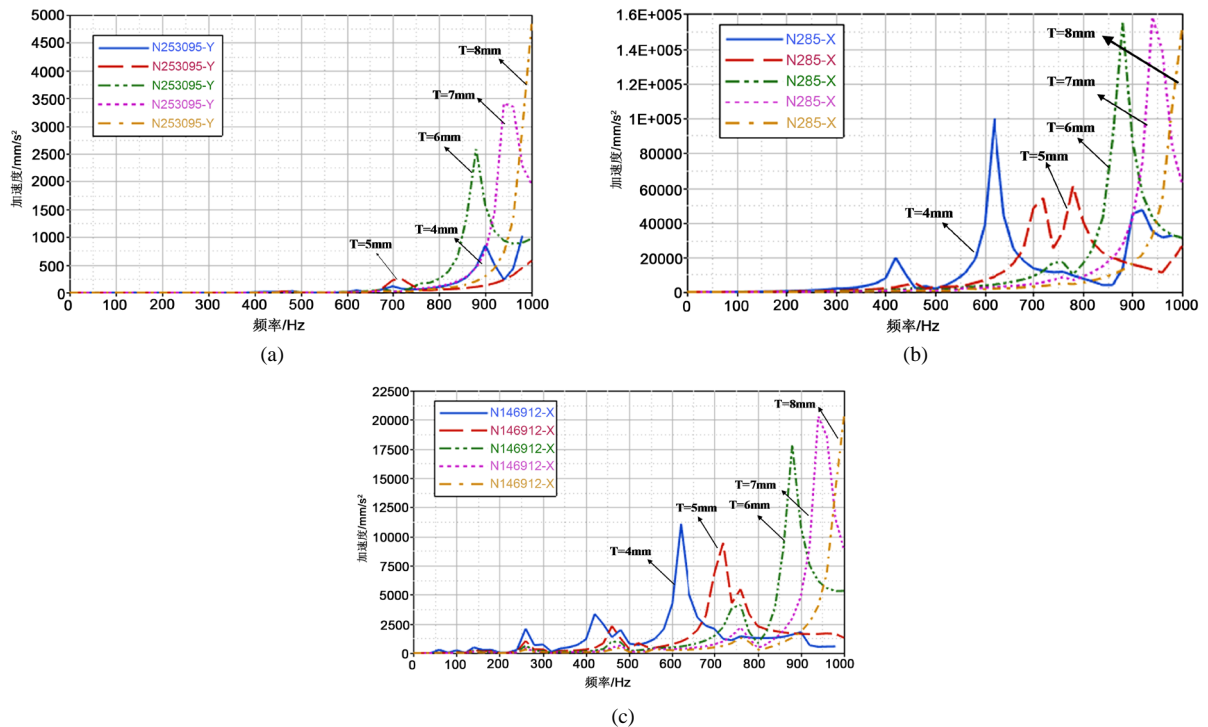 5000
4500
4000
3500
3000
2500
2000
1500
1000
500
0
加速度/mm/s²
N253095-Y
N253095-Y
N253095-Y
N253095-Y
N253095-Y
T=8mm
T=7mm
T=6mm
T=4mm
T=5mm
0 100 200 300 400 500 600 700 800 900 1000
频率/Hz
(a)
1.6E+005
1.4E+005
1.2E+005
1E+005
80000
60000
40000
20000
0
加速度/mm/s²
N285-X
N285-X
N285-X
N285-X
N285-X
T=8mm
T=7mm
T=6mm
T=5mm
T=4mm
0 100 200 300 400 500 600 700 800 900 1000
频率/Hz
(b)
22500
20000
17500
15000
12500
10000
7500
5000
2500
0
加速度/mm/s²
N146912-X
N146912-X
N146912-X
N146912-X
N146912-X
T=8mm
T=7mm
T=5mm
T=6mm
T=4mm
0 100 200 300 400 500 600 700 800 900 1000
频率/Hz
(c)